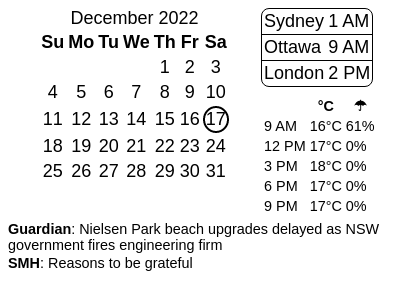 December 2022
Su Mo Tu We Th Fr Sa
1 2 3
4 5 6 7 8 9 10
11 12 13 14 15 16 17
18 19 20 21 22 23 24
25 26 27 28 29 30 31
Sydney 1 AM
Ottawa 9 AM
London 2 PM
°C ☂
9 AM 16°C 61%
12 PM 17°C 0%
3 PM 18°C 0%
6 PM 17°C 0%
9 PM 17°C 0%
Guardian: Nielsen Park beach upgrades delayed as NSW
government fires engineering firm
SMH: Reasons to be grateful